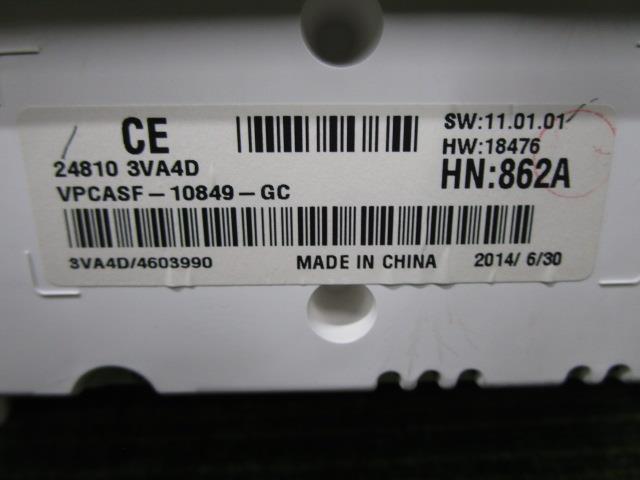 CE
SW:11.01.01
HW:18476
24810 3VA4D
HN:862A
VPCASF-10849-GC
3VA4D/4603990 MADE IN CHINA 2014/ 6/30